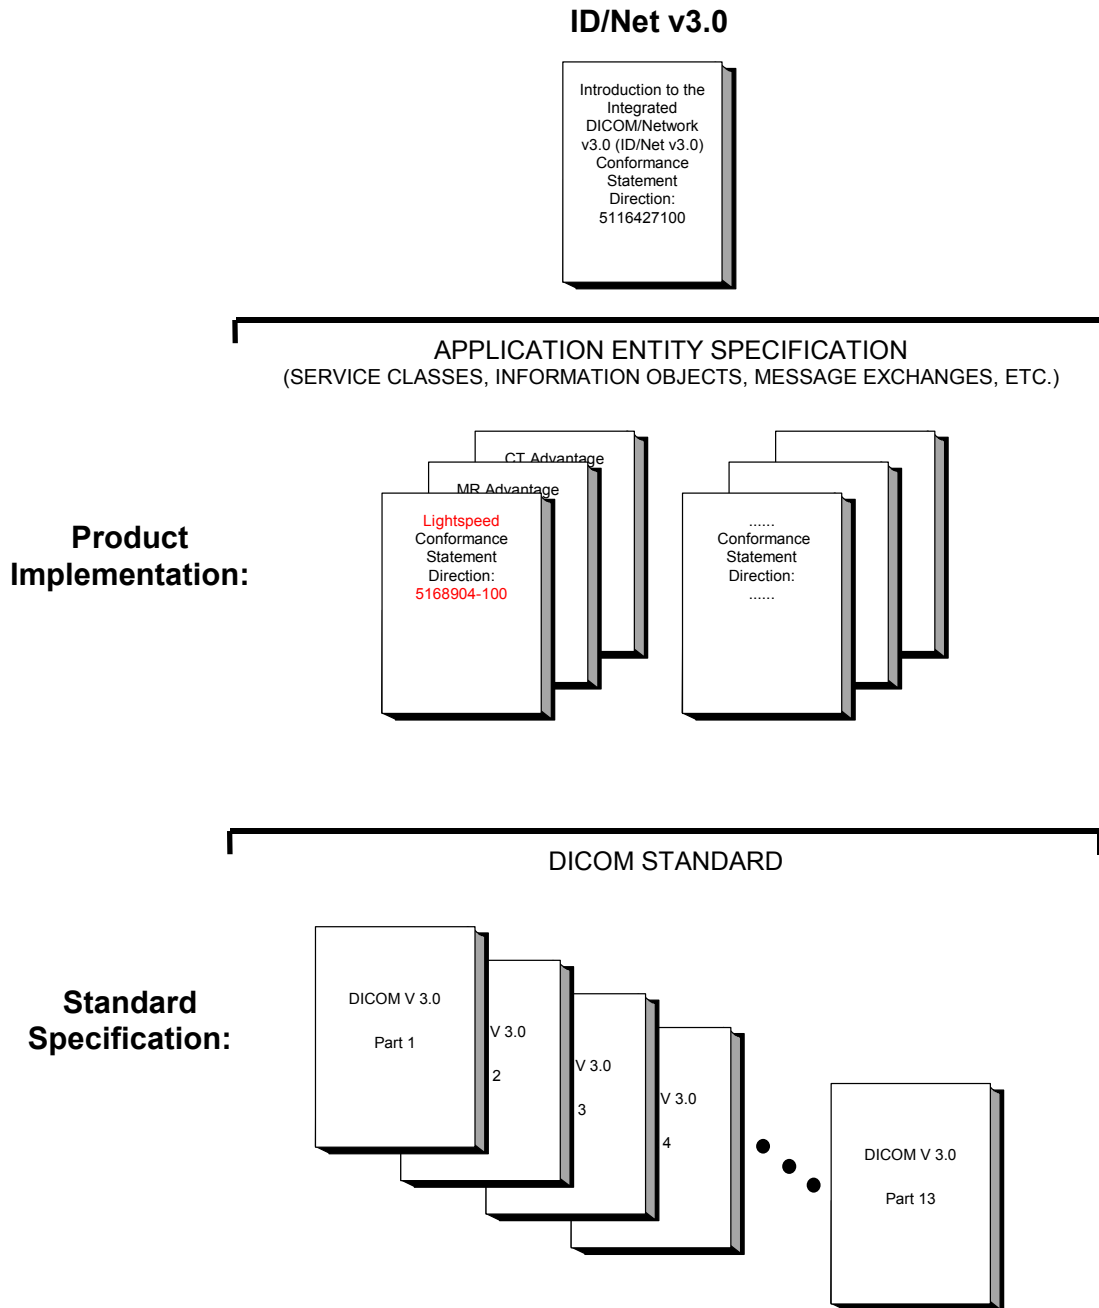 ID/Net v3.0
Introduction to the
Integrated
DICOM/Network
v3.0 (ID/Net v3.0)
Conformance
Statement
Direction:
5116427100
APPLICATION ENTITY SPECIFICATION
(SERVICE CLASSES, INFORMATION OBJECTS, MESSAGE EXCHANGES, ETC.)
Product
Implementation:
CT Advantage
MR Advantage
Lightspeed
Conformance
Statement
Direction:
5168904-100
......
Conformance
Statement
Direction:
......
DICOM STANDARD
Standard
Specification:
DICOM V 3.0
Part 1
V 3.0
2
V 3.0
3
V 3.0
4
DICOM V 3.0
Part 13